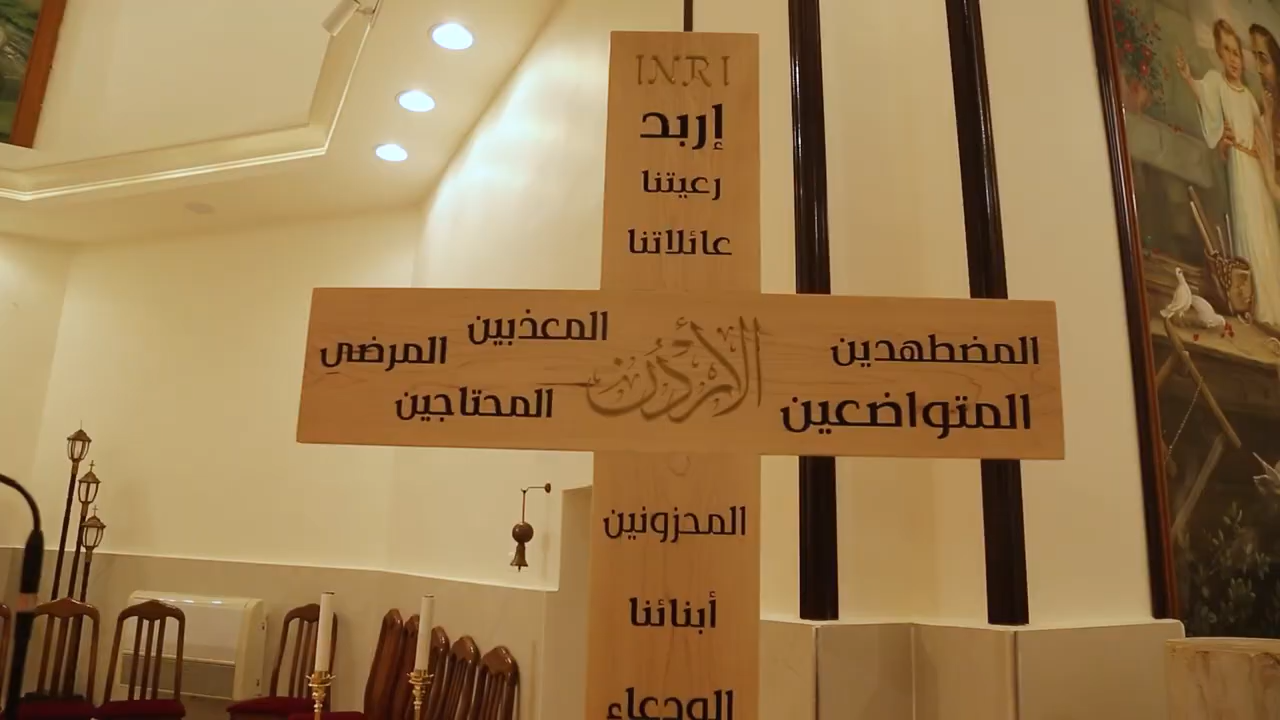 INRI
إربد
رعيتنا
عائلاتنا
المضطهدين
المتواضعين
الأردن
المعذبين
المرضى
المحتاجين
المحزونين
أبنائنا
الودعاء